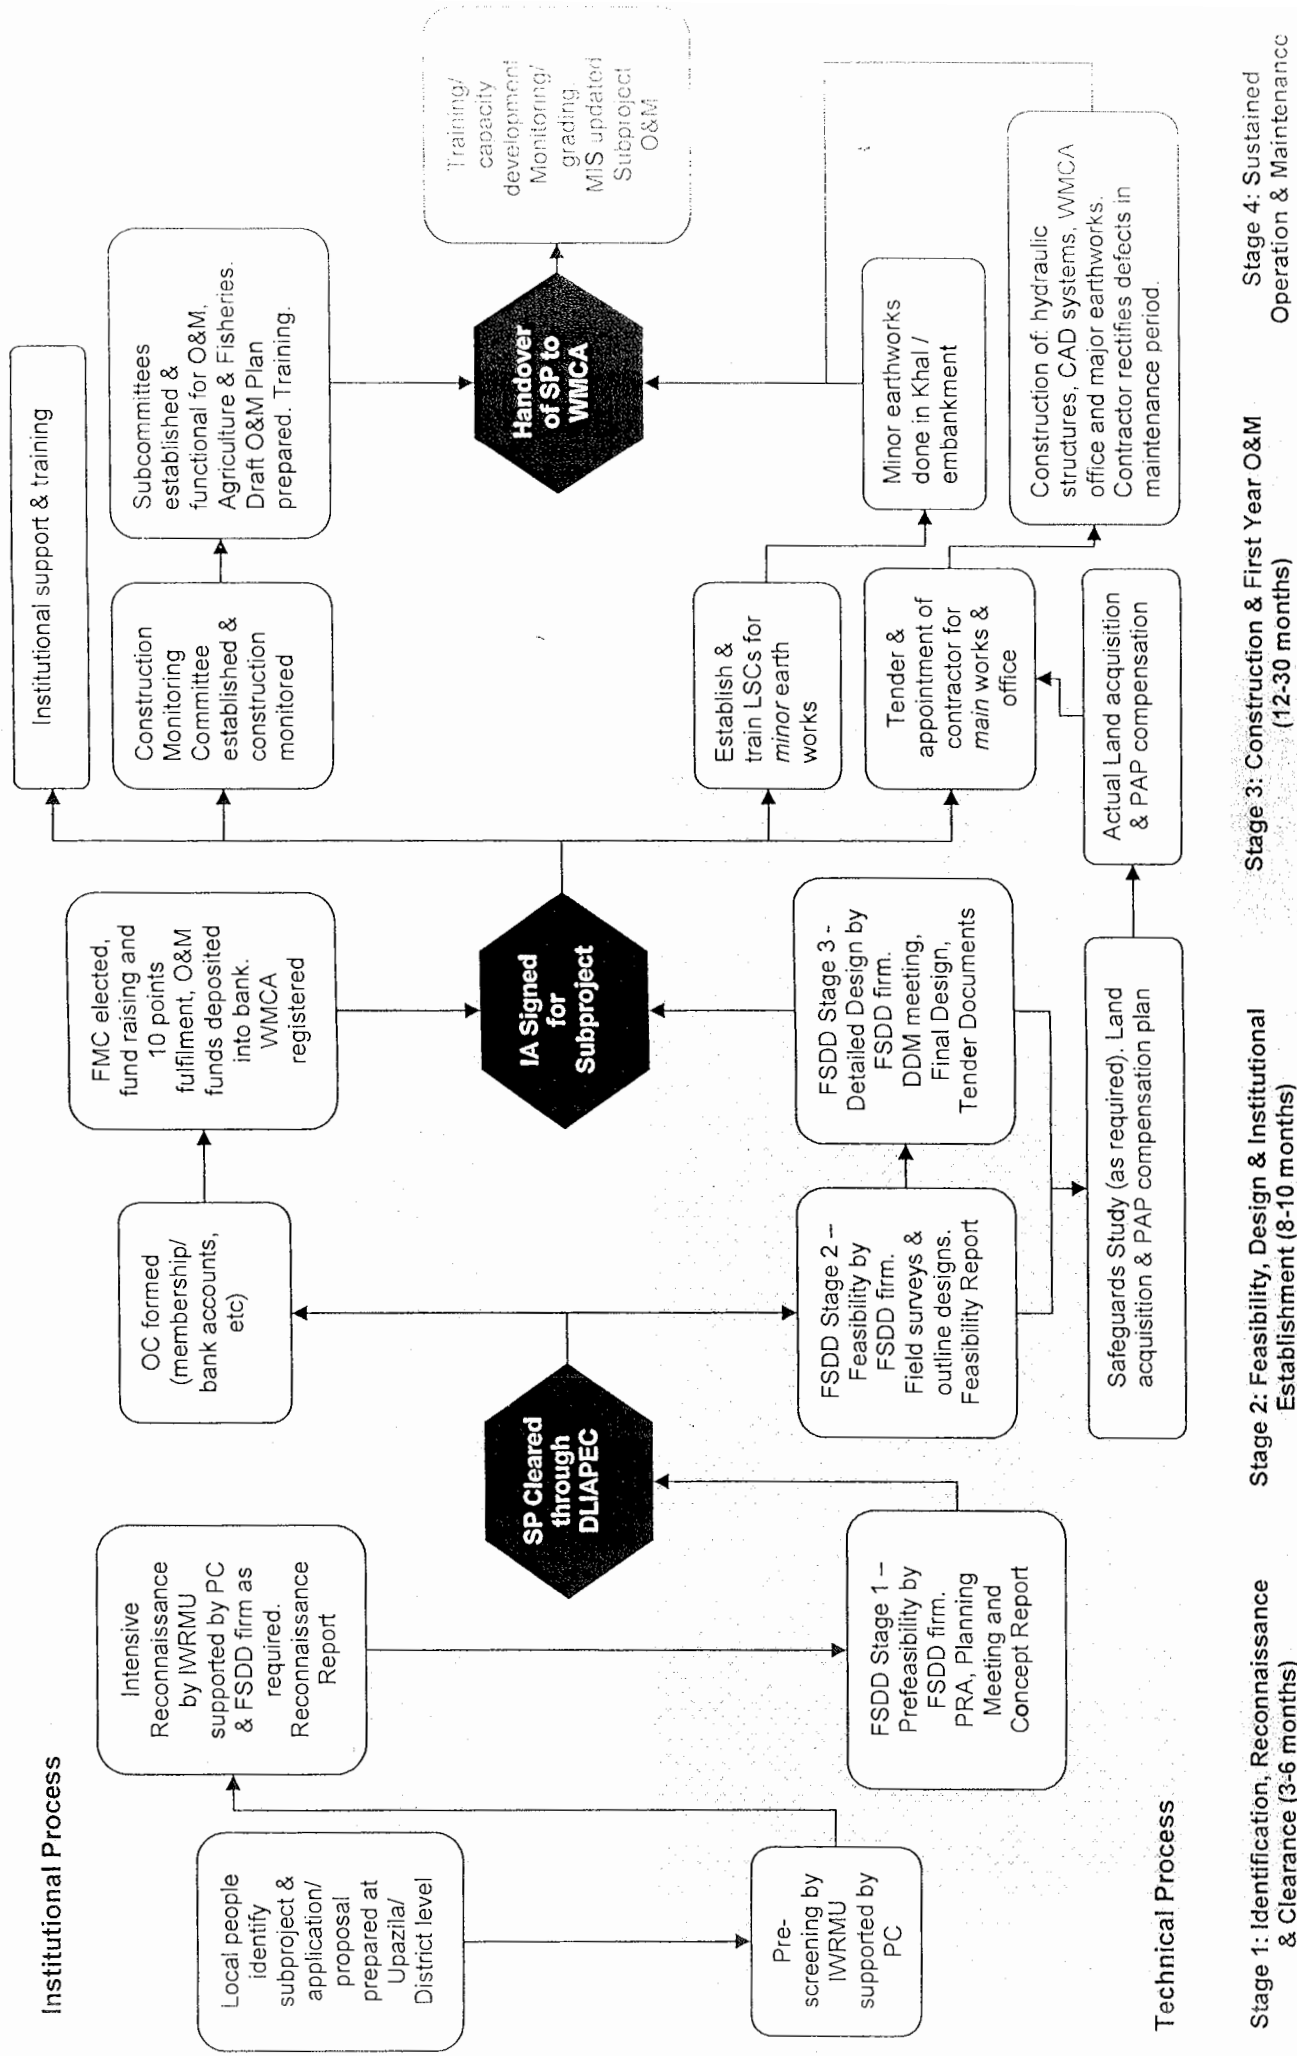 Institutional Process
Local people
identify
subproject &
application/
proposal
prepared at
Upazila/
District level
Pre-
screening by
IWRMU
supported by
PC
Intensive
Reconnaissance
by IWRMU
supported by PC
& FSDD firm as
required.
Reconnaissance
Report
FSDD Stage 1 –
Prefeasibility by
FSDD firm.
PRA, Planning
Meeting and
Concept Report
SP Cleared
through
DLIAPEC
OC formed
(membership/
bank accounts,
etc)
FSDD Stage 2 –
Feasibility by
FSDD firm.
Field surveys &
outline designs.
Feasibility Report
FMC elected,
fund raising and
10 points
fulfilment, O&M
funds deposited
into bank.
WMCA
registered
IA Signed
for
Subproject
FSDD Stage 3 -
Detailed Design by
FSDD firm.
DDM meeting,
Final Design,
Tender Documents
Safeguards Study (as required). Land
acquisition & PAP compensation plan
Institutional support & training
Construction
Monitoring
Committee
established &
construction
monitored
Subcommittees
established &
functional for O&M,
Agriculture & Fisheries.
Draft O&M Plan
prepared. Training.
Establish &
train LSCs for
minor earth
works
Tender &
appointment of
contractor for
main works &
office
Actual Land acquisition
& PAP compensation
Handover
of SP to
WMCA
Minor earthworks
done in Khal /
embankment
Construction of: hydraulic
structures, CAD systems, WMCA
office and major earthworks.
Contractor rectifies defects in
maintenance period.
Training/
capacity
development
Monitoring/
grading
MIS updated
Subproject
O&M
Technical Process
Stage 1: Identification, Reconnaissance
& Clearance (3-6 months)
Stage 2: Feasibility, Design & Institutional
Establishment (8-10 months)
Stage 3: Construction & First Year O&M
(12-30 months)
Stage 4: Sustained
Operation & Maintenance